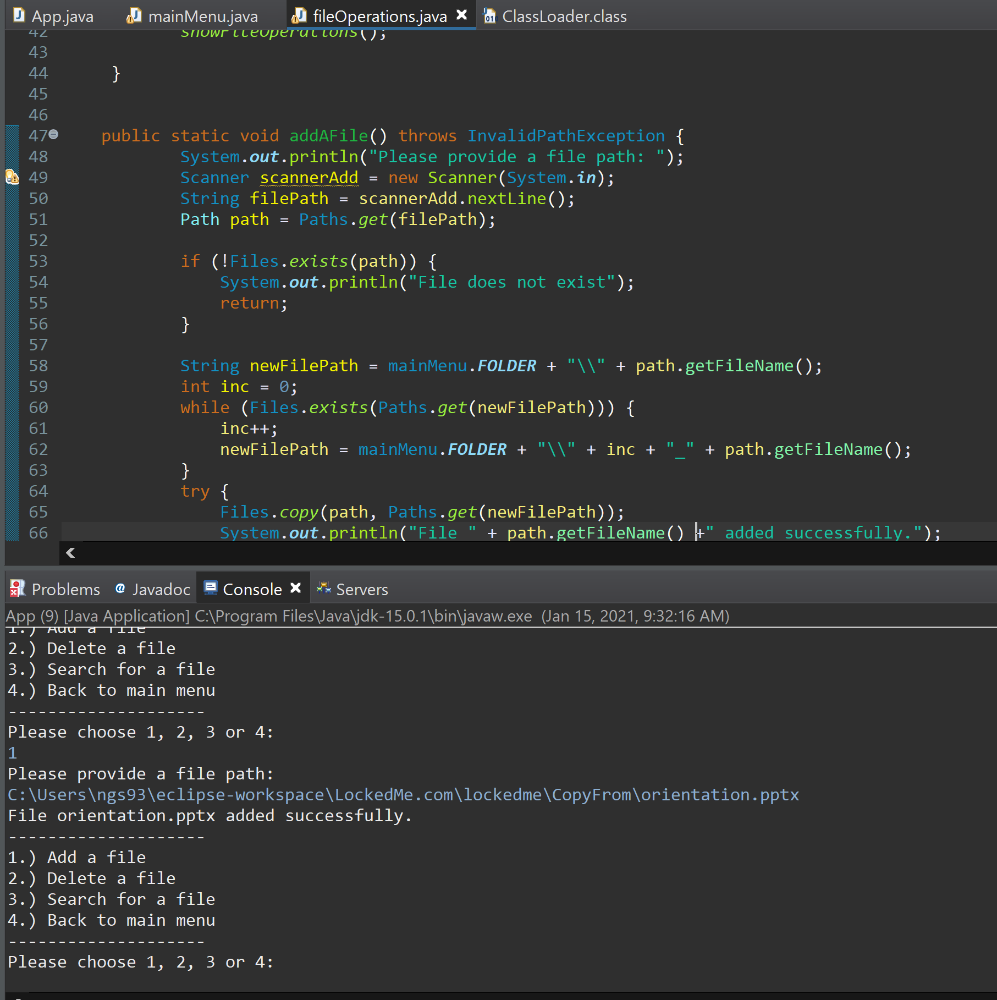 App.java mainMenu.java fileOperations.java ClassLoader.class
42 showFileOperations();
43
44 }
45
46
47 public static void addAFile() throws InvalidPathException {
48 System.out.println("Please provide a file path: ");
49 Scanner scannerAdd = new Scanner(System.in);
50 String filePath = scannerAdd.nextLine();
51 Path path = Paths.get(filePath);
52
53 if (!Files.exists(path)) {
54 System.out.println("File does not exist");
55 return;
56 }
57
58 String newFilePath = mainMenu.FOLDER + "\\" + path.getFileName();
59 int inc = 0;
60 while (Files.exists(Paths.get(newFilePath))) {
61 inc++;
62 newFilePath = mainMenu.FOLDER + "\\" + inc + "_" + path.getFileName();
63 }
64 try {
65 Files.copy(path, Paths.get(newFilePath));
66 System.out.println("File " + path.getFileName() +" added successfully.");
Problems @ Javadoc Console Servers
App (9) [Java Application] C:\Program Files\Java\jdk-15.0.1\bin\javaw.exe (Jan 15, 2021, 9:32:16 AM)
1.) Add a file
2.) Delete a file
3.) Search for a file
4.) Back to main menu
--------------------
Please choose 1, 2, 3 or 4:
1
Please provide a file path:
C:\Users\ngs93\eclipse-workspace\LockedMe.com\lockedme\CopyFrom\orientation.pptx
File orientation.pptx added successfully.
--------------------
1.) Add a file
2.) Delete a file
3.) Search for a file
4.) Back to main menu
--------------------
Please choose 1, 2, 3 or 4: